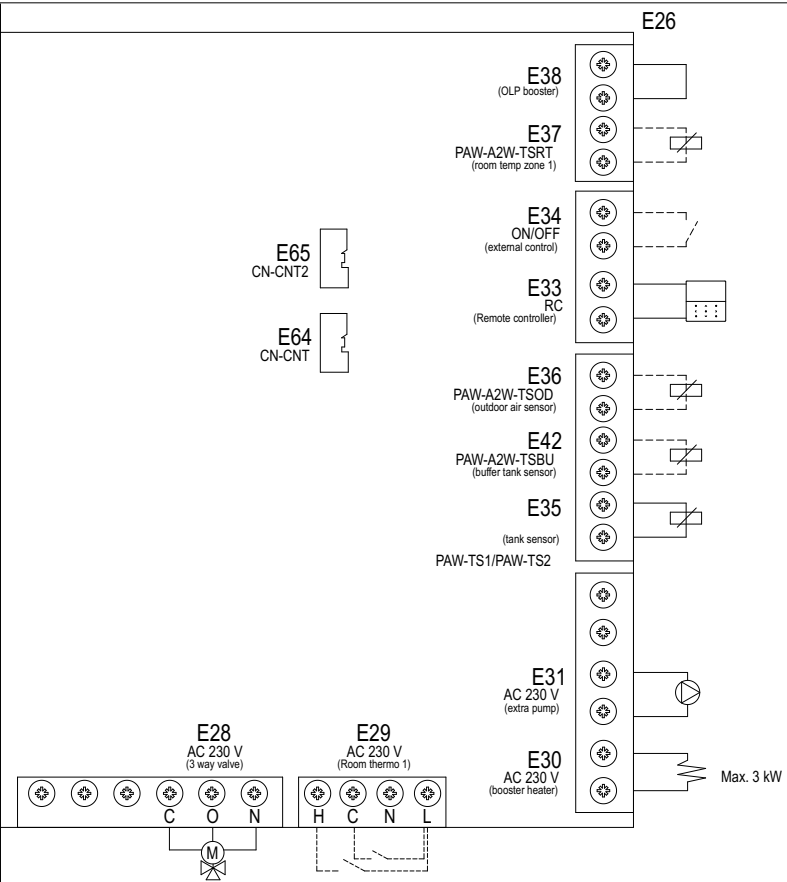 E26
E38
(OLP booster)
E37
PAW-A2W-TSRT
(room temp zone 1)
E34
ON/OFF
(external control)
E65
CN-CNT2
E33
RC
(Remote controller)
E64
CN-CNT
E36
PAW-A2W-TSOD
(outdoor air sensor)
E42
PAW-A2W-TSBU
(buffer tank sensor)
E35
(tank sensor)
PAW-TS1/PAW-TS2
E31
AC 230 V
(extra pump)
E28
AC 230 V
(3 way valve)
E29
AC 230 V
(Room thermo 1)
E30
AC 230 V
(booster heater)
Max. 3 kW
C O N
H C N L
M